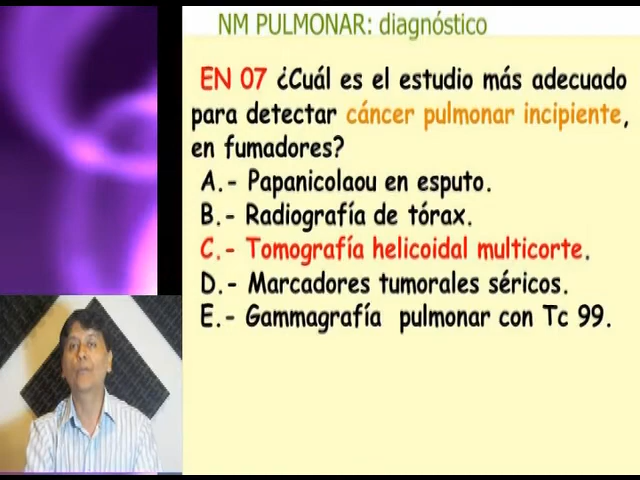 NM PULMONAR: diagnóstico
EN 07 ¿Cuál es el estudio más adecuado
para detectar cáncer pulmonar incipiente,
en fumadores?
A.- Papanicolaou en esputo.
B.- Radiografía de tórax.
C.- Tomografía helicoidal multicorte.
D.- Marcadores tumorales séricos.
E.- Gammagrafía pulmonar con Tc 99.